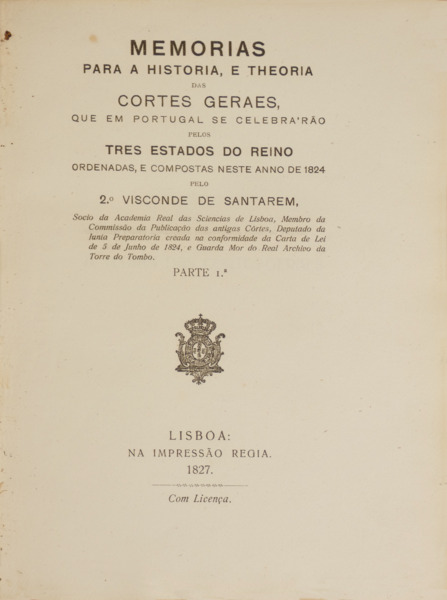 MEMORIAS
PARA A HISTORIA, E THEORIA
DAS
CORTES GERAES,
QUE EM PORTUGAL SE CELEBRA'RÃO
PELOS
TRES ESTADOS DO REINO
ORDENADAS, E COMPOSTAS NESTE ANNO DE 1824
PELO
2.º VISCONDE DE SANTAREM,
Socio da Academia Real das Sciencias de Lisboa, Membro da
Commissão da Publicação dos antigos Córtes, Deputado da
Iunia Preparatoria creada na conformidade da Carta de Lei
de 5 de Junho de 1824, e Guarda Mor do Real Archivo da
Torre do Tombo.
PARTE 1.ª
LISBOA:
NA IMPRESSÃO REGIA.
1827.
Com Licença.